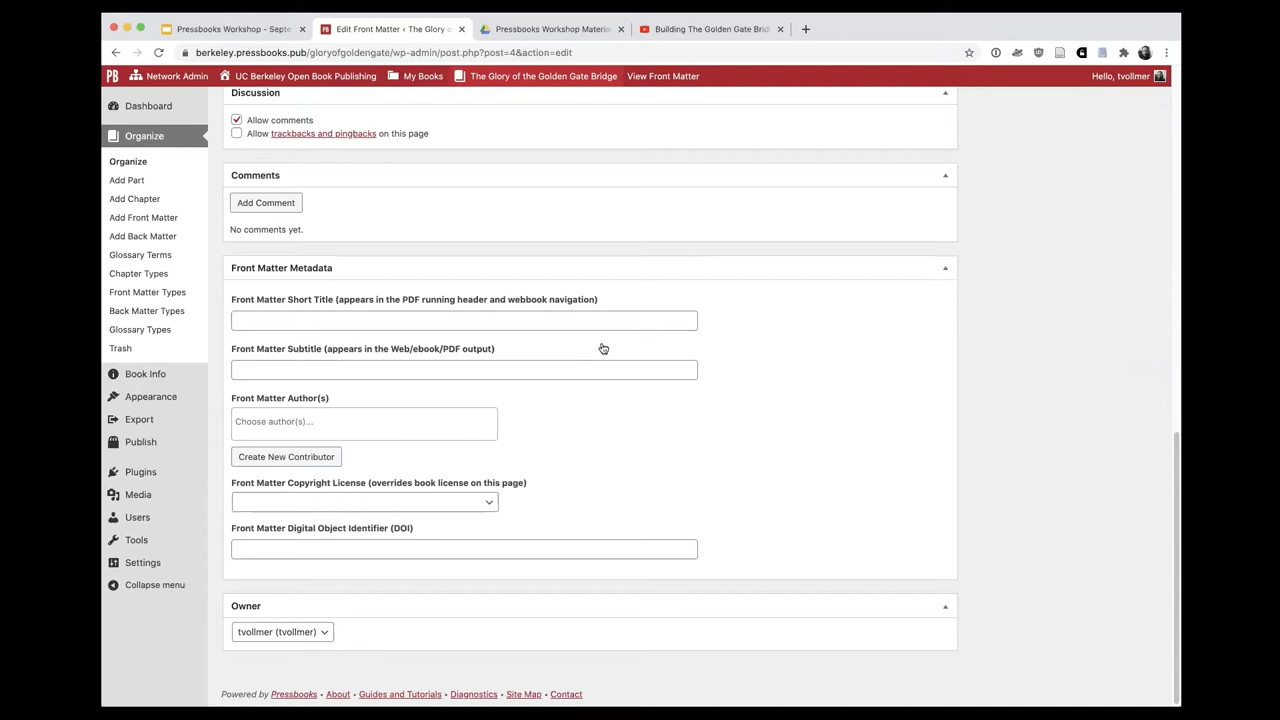 Pressbooks Workshop - Septe
Edit Front Matter ‹ The Glory o
Pressbooks Workshop Material
Building The Golden Gate Bridg
berkeley.pressbooks.pub/gloryofgoldengate/wp-admin/post.php?post=4&action=edit
PB Network Admin UC Berkeley Open Book Publishing My Books The Glory of the Golden Gate Bridge View Front Matter Hello, tvollmer
Dashboard
Organize
Organize
Add Part
Add Chapter
Add Front Matter
Add Back Matter
Glossary Terms
Chapter Types
Front Matter Types
Back Matter Types
Glossary Types
Trash
Book Info
Appearance
Export
Publish
Plugins
Media
Users
Tools
Settings
Collapse menu
Discussion
Allow comments
Allow trackbacks and pingbacks on this page
Comments
Add Comment
No comments yet.
Front Matter Metadata
Front Matter Short Title (appears in the PDF running header and webbook navigation)
Front Matter Subtitle (appears in the Web/ebook/PDF output)
Front Matter Author(s)
Choose author(s)...
Create New Contributor
Front Matter Copyright License (overrides book license on this page)
Front Matter Digital Object Identifier (DOI)
Owner
tvollmer (tvollmer)
Powered by Pressbooks • About • Guides and Tutorials • Diagnostics • Site Map • Contact